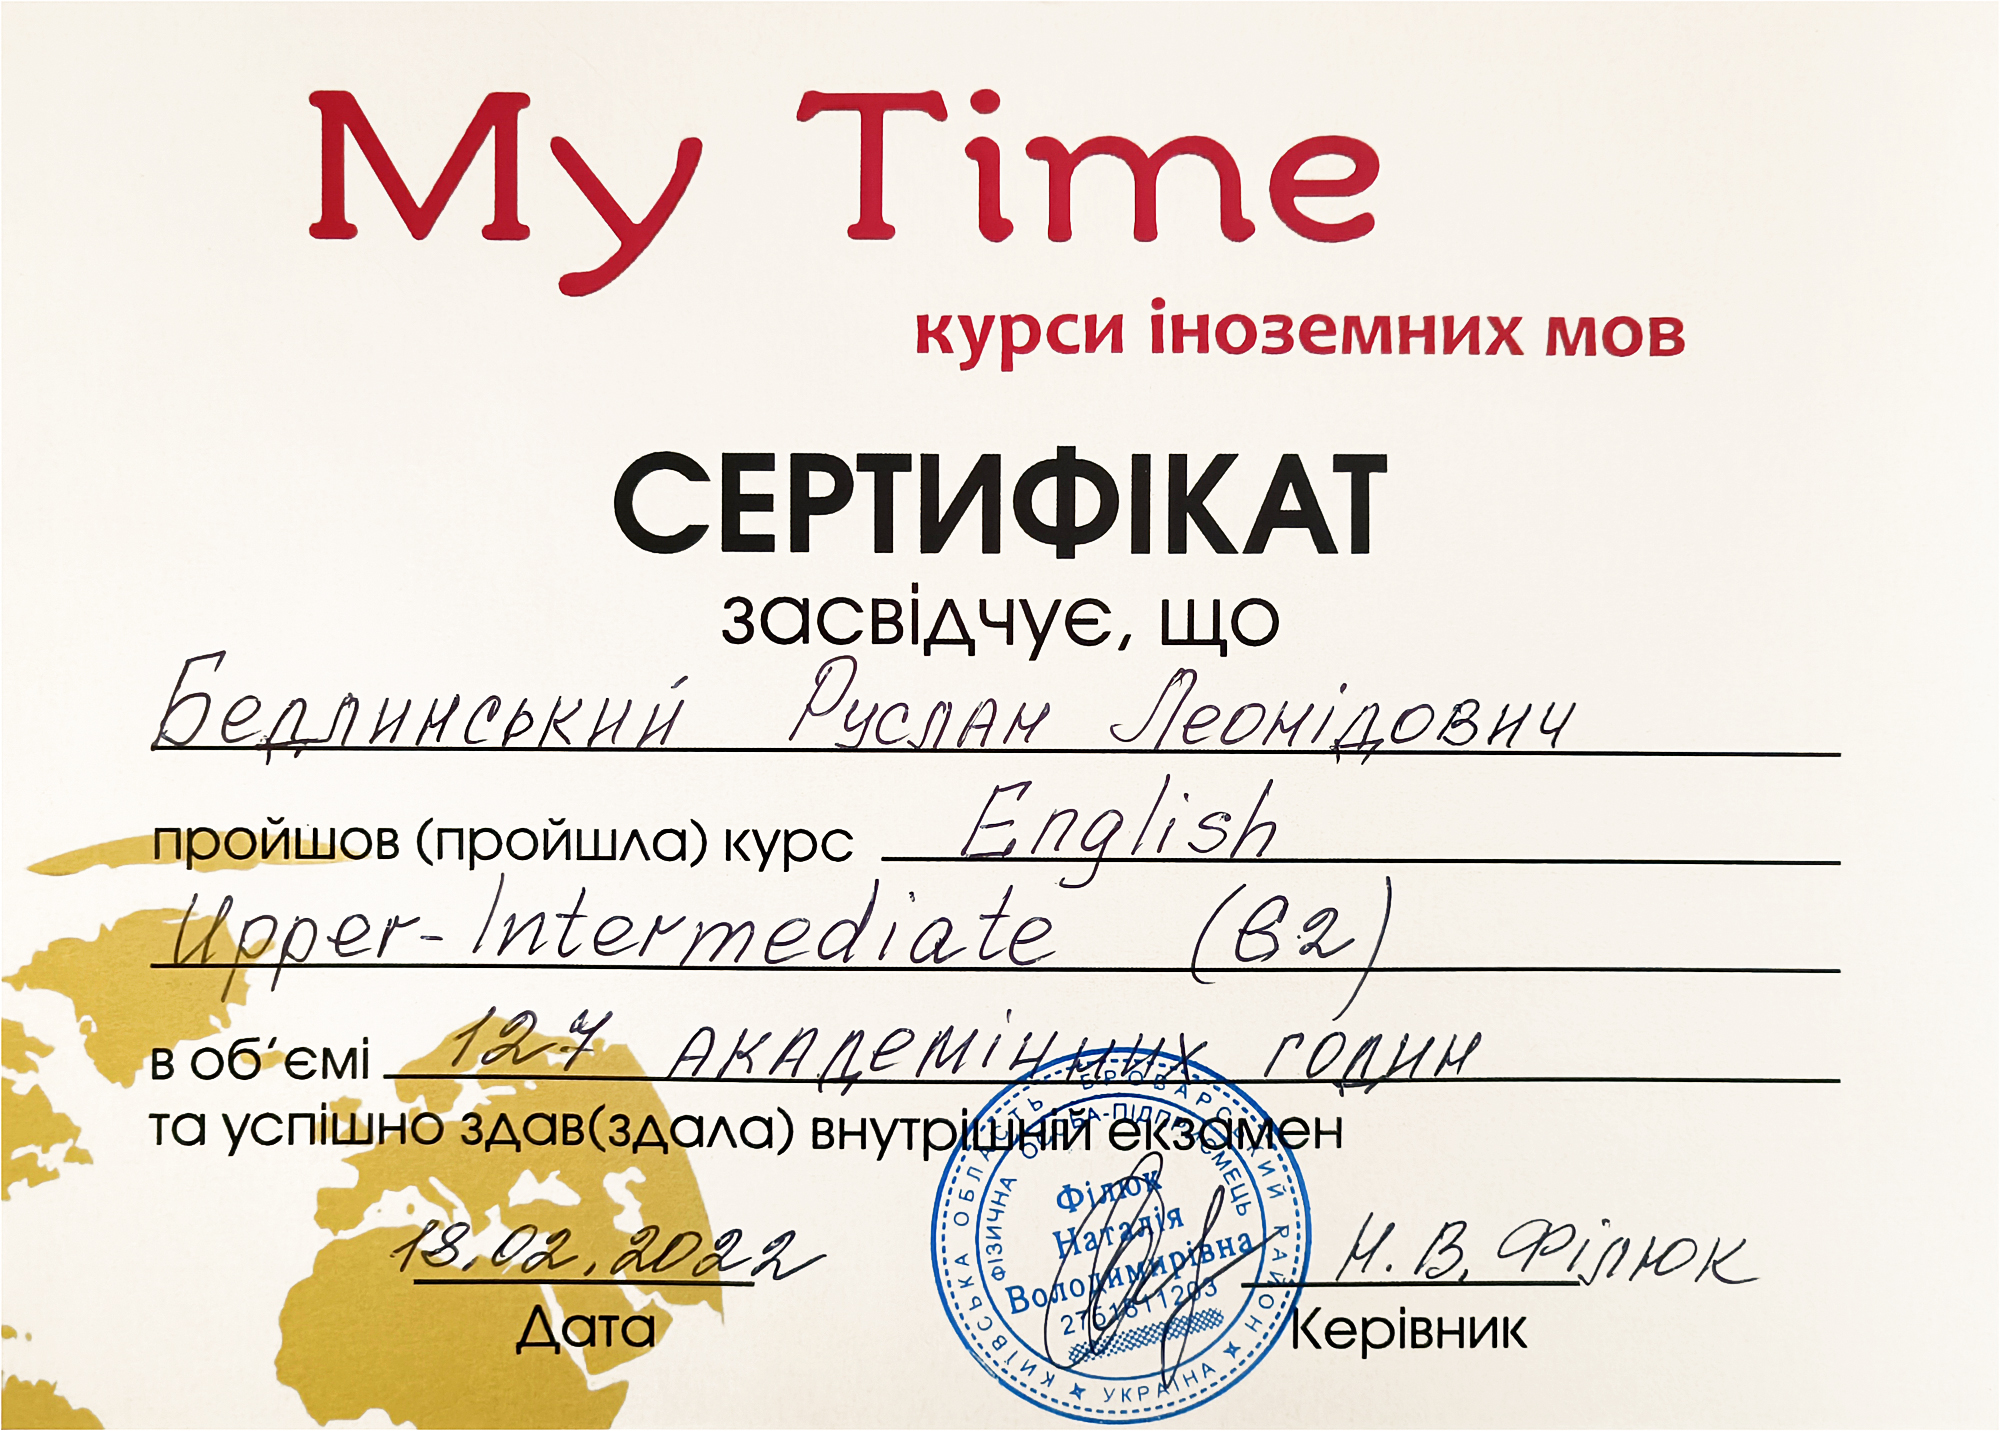 My Time
курси іноземних мов
СЕРТИФІКАТ
засвідчує, що
Бедлинський Руслан Леонідович
пройшов (пройшла) курс English
Upper-Intermediate (B2)
в об‘ємі 127 академічних годин
та успішно здав(здала) внутрішній екзамен
18.02.2022 Н. В. Філюк
Дата Керівник
КИЇВСЬКА ОБЛАСТЬ БРОВАРСЬКИЙ РАЙОН
УКРАЇНА
ФІЗИЧНА ОСОБА-ПІДПРИЄМЕЦЬ
Філюк
Наталія
Володимирівна
2761811203